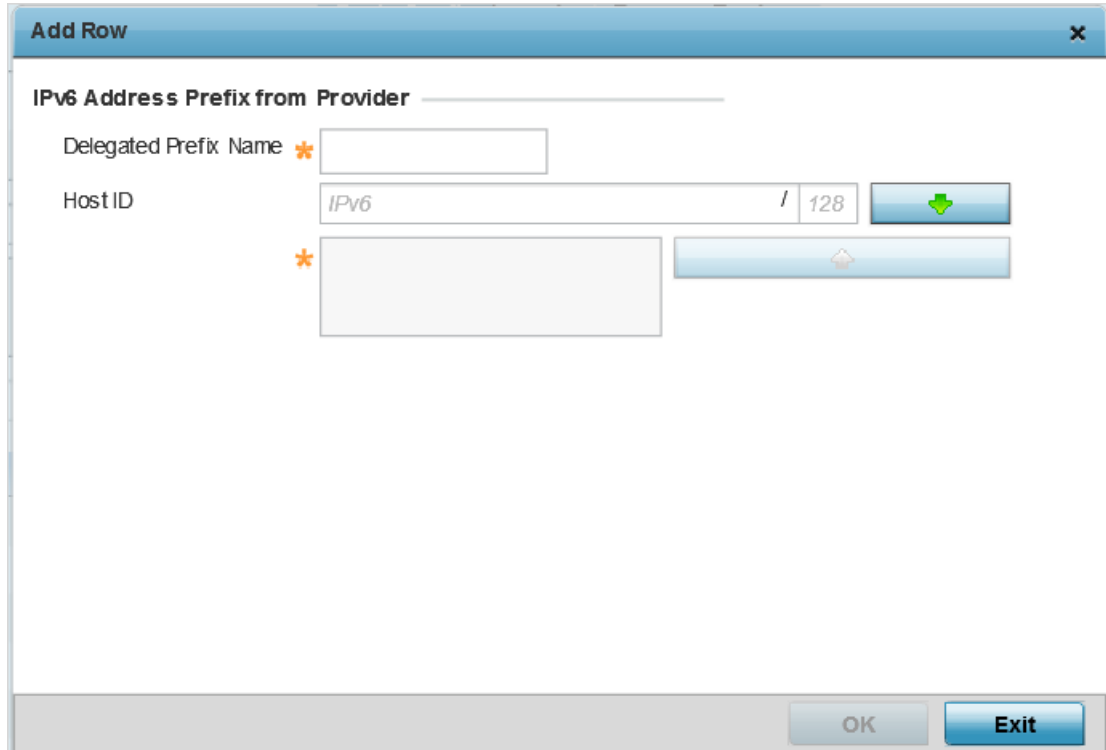 Add Row
IPv6 Address Prefix from Provider
Delegated Prefix Name *
Host ID IPv6 / 128
*
OK Exit